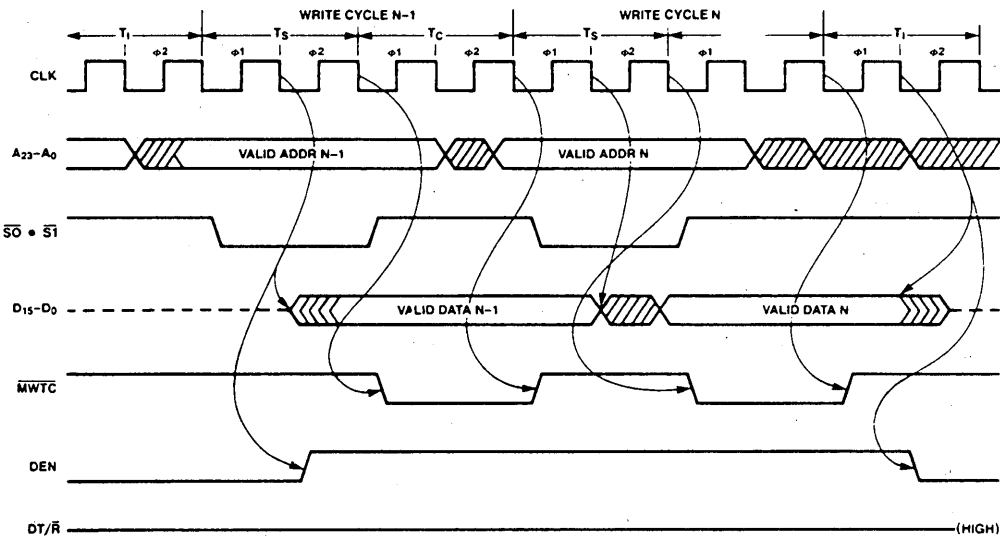 WRITE CYCLE N-1 WRITE CYCLE N
TI TS TC TS TI
φ2 φ1 φ2 φ1 φ2 φ1 φ2 φ1 φ1 φ2
CLK
A23-A0 VALID ADDR N-1 VALID ADDR N
S0 • S1
D15-D0 VALID DATA N-1 VALID DATA N
MWTC
DEN
DT/R (HIGH)